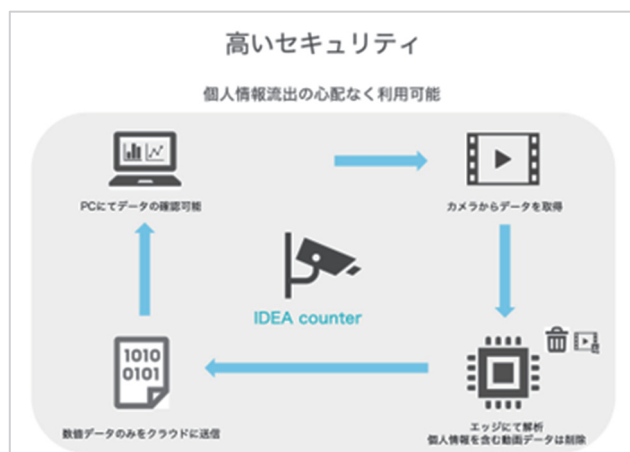 高いセキュリティ
個人情報流出の心配なく利用可能
PCにてデータの確認可能
カメラからデータを取得
IDEA counter
1010
0101
数値データのみをクラウドに送信
エッジにて解析
個人情報を含む動画データは削除